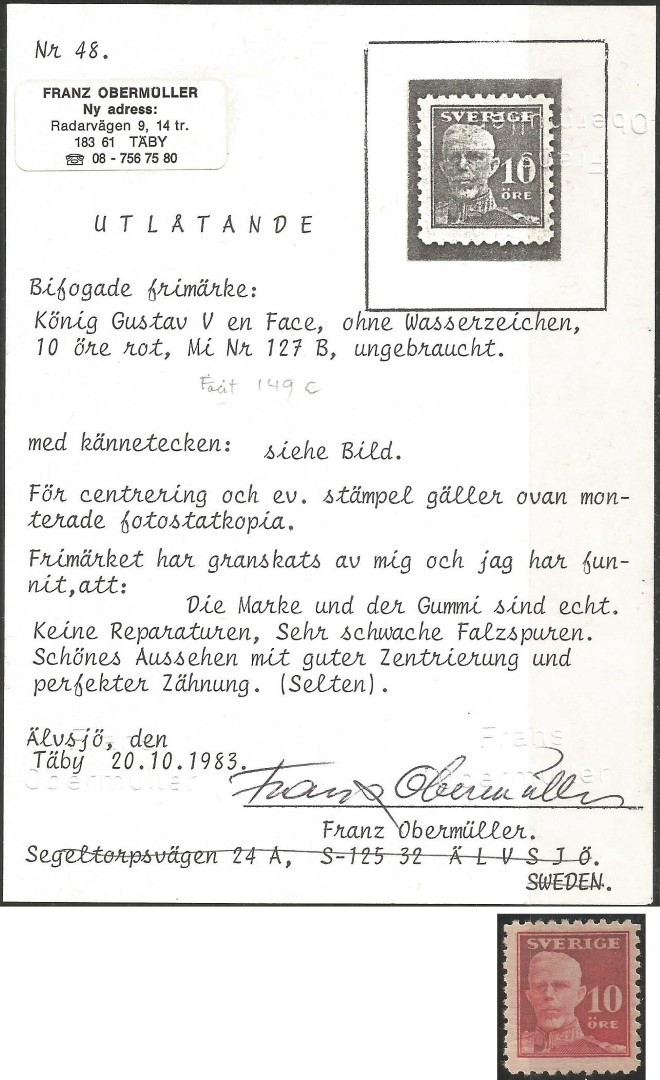 Nr 48.
FRANZ OBERMÜLLER
Ny adress:
Radarvägen 9, 14 tr.
183 61 TÄBY
☎ 08 - 756 75 80
SVERIGE
10
ÖRE
UTLÅTANDE
Bifogade frimärke:
König Gustav V en Face, ohne Wasserzeichen,
10 öre rot, Mi Nr 127 B, ungebraucht.
Facit 149 C
med kännetecken: siehe Bild.
För centrering och ev. stämpel gäller ovan mon-
terade fotostatkopia.
Frimärket har granskats av mig och jag har fun-
nit,att:
Die Marke und der Gummi sind echt.
Keine Reparaturen, Sehr schwache Falzspuren.
Schönes Aussehen mit guter Zentrierung und
perfekter Zähnung. (Selten).
Älvsjö, den
Täby 20.10.1983.
Frans Obermüller
Frans Obermüller
Franz Obermüller
Franz Obermüller.
Segeltorpsvägen 24 A, S-125 32 ÄLVSJÖ.
SWEDEN.
SVERIGE
10
ÖRE